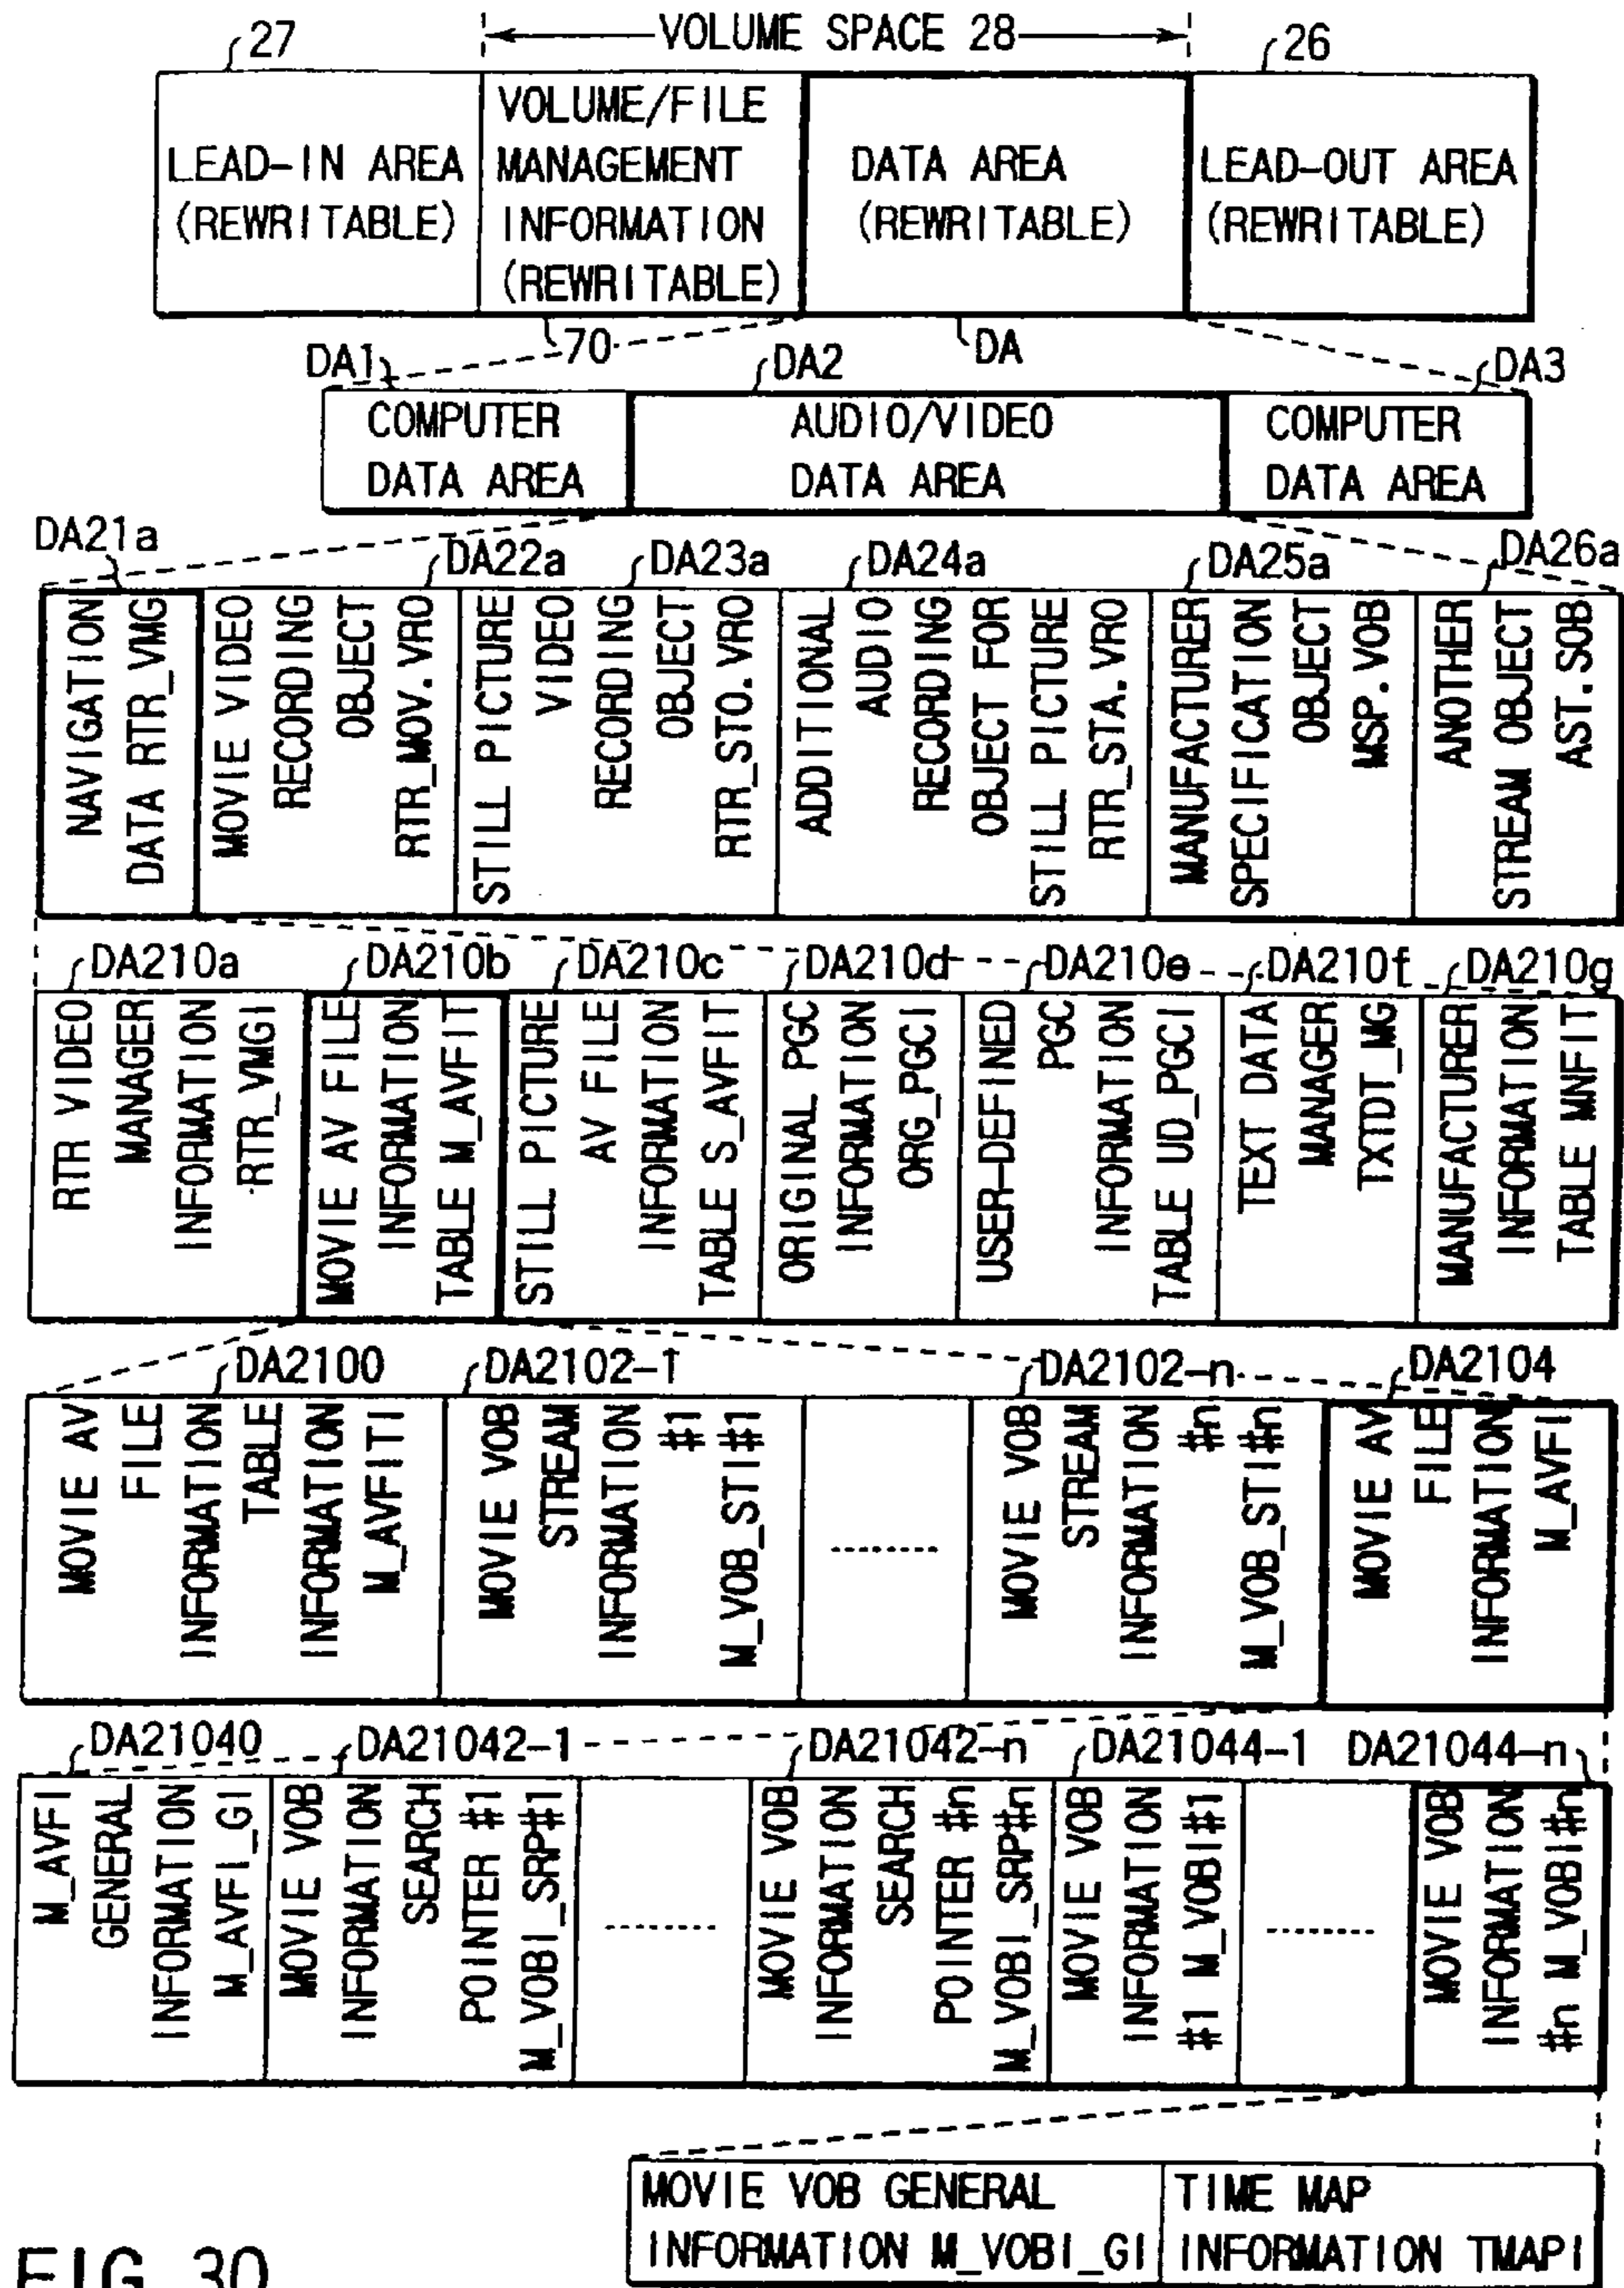 27
VOLUME SPACE 28
26
LEAD-IN AREA
(REWRITABLE)
VOLUME/FILE
MANAGEMENT
INFORMATION
(REWRITABLE)
DATA AREA
(REWRITABLE)
LEAD-OUT AREA
(REWRITABLE)
70
DA
DA1
DA2
DA3
COMPUTER
DATA AREA
AUDIO/VIDEO
DATA AREA
COMPUTER
DATA AREA
DA21a
DA22a
DA23a
DA24a
DA25a
DA26a
NAVIGATION
DATA RTR_VMG
MOVIE VIDEO
RECORDING
OBJECT
RTR_MOV.VRO
STILL PICTURE
VIDEO
RECORDING
OBJECT
RTR_STO.VRO
ADDITIONAL
AUDIO
RECORDING
OBJECT FOR
STILL PICTURE
RTR_STA.VRO
MANUFACTURER
SPECIFICATION
OBJECT
MSP.VOB
ANOTHER
STREAM OBJECT
AST.SOB
DA210a
DA210b
DA210c
DA210d
DA210e
DA210f
DA210g
RTR VIDEO
MANAGER
INFORMATION
RTR_VMGI
MOVIE AV FILE
INFORMATION
TABLE M_AVFIT
STILL PICTURE
AV FILE
INFORMATION
TABLE S_AVFIT
ORIGINAL PGC
INFORMATION
ORG_PGCI
USER-DEFINED
PGC
INFORMATION
TABLE UD_PGCI
TEXT DATA
MANAGER
TXTDT_MG
MANUFACTURER
INFORMATION
TABLE MNFIT
DA2100
DA2102-1
DA2102-n
DA2104
MOVIE AV
FILE
INFORMATION
TABLE
INFORMATION
M_AVFITI
MOVIE VOB
STREAM
INFORMATION
#1
M_VOB_STI#1
MOVIE VOB
STREAM
INFORMATION
#n
M_VOB_STI#n
MOVIE AV
FILE
INFORMATION
M_AVFI
DA21040
DA21042-1
DA21042-n
DA21044-1
DA21044-n
M_AVFI
GENERAL
INFORMATION
M_AVFI_GI
MOVIE VOB
INFORMATION
SEARCH
POINTER #1
M_VOBI_SRP#1
MOVIE VOB
INFORMATION
SEARCH
POINTER #n
M_VOBI_SRP#n
MOVIE VOB
INFORMATION
#1 M_VOBI#1
MOVIE VOB
INFORMATION
#n M_VOBI#n
MOVIE VOB GENERAL
INFORMATION M_VOBI_GI
TIME MAP
INFORMATION TMAPI
FIG. 30